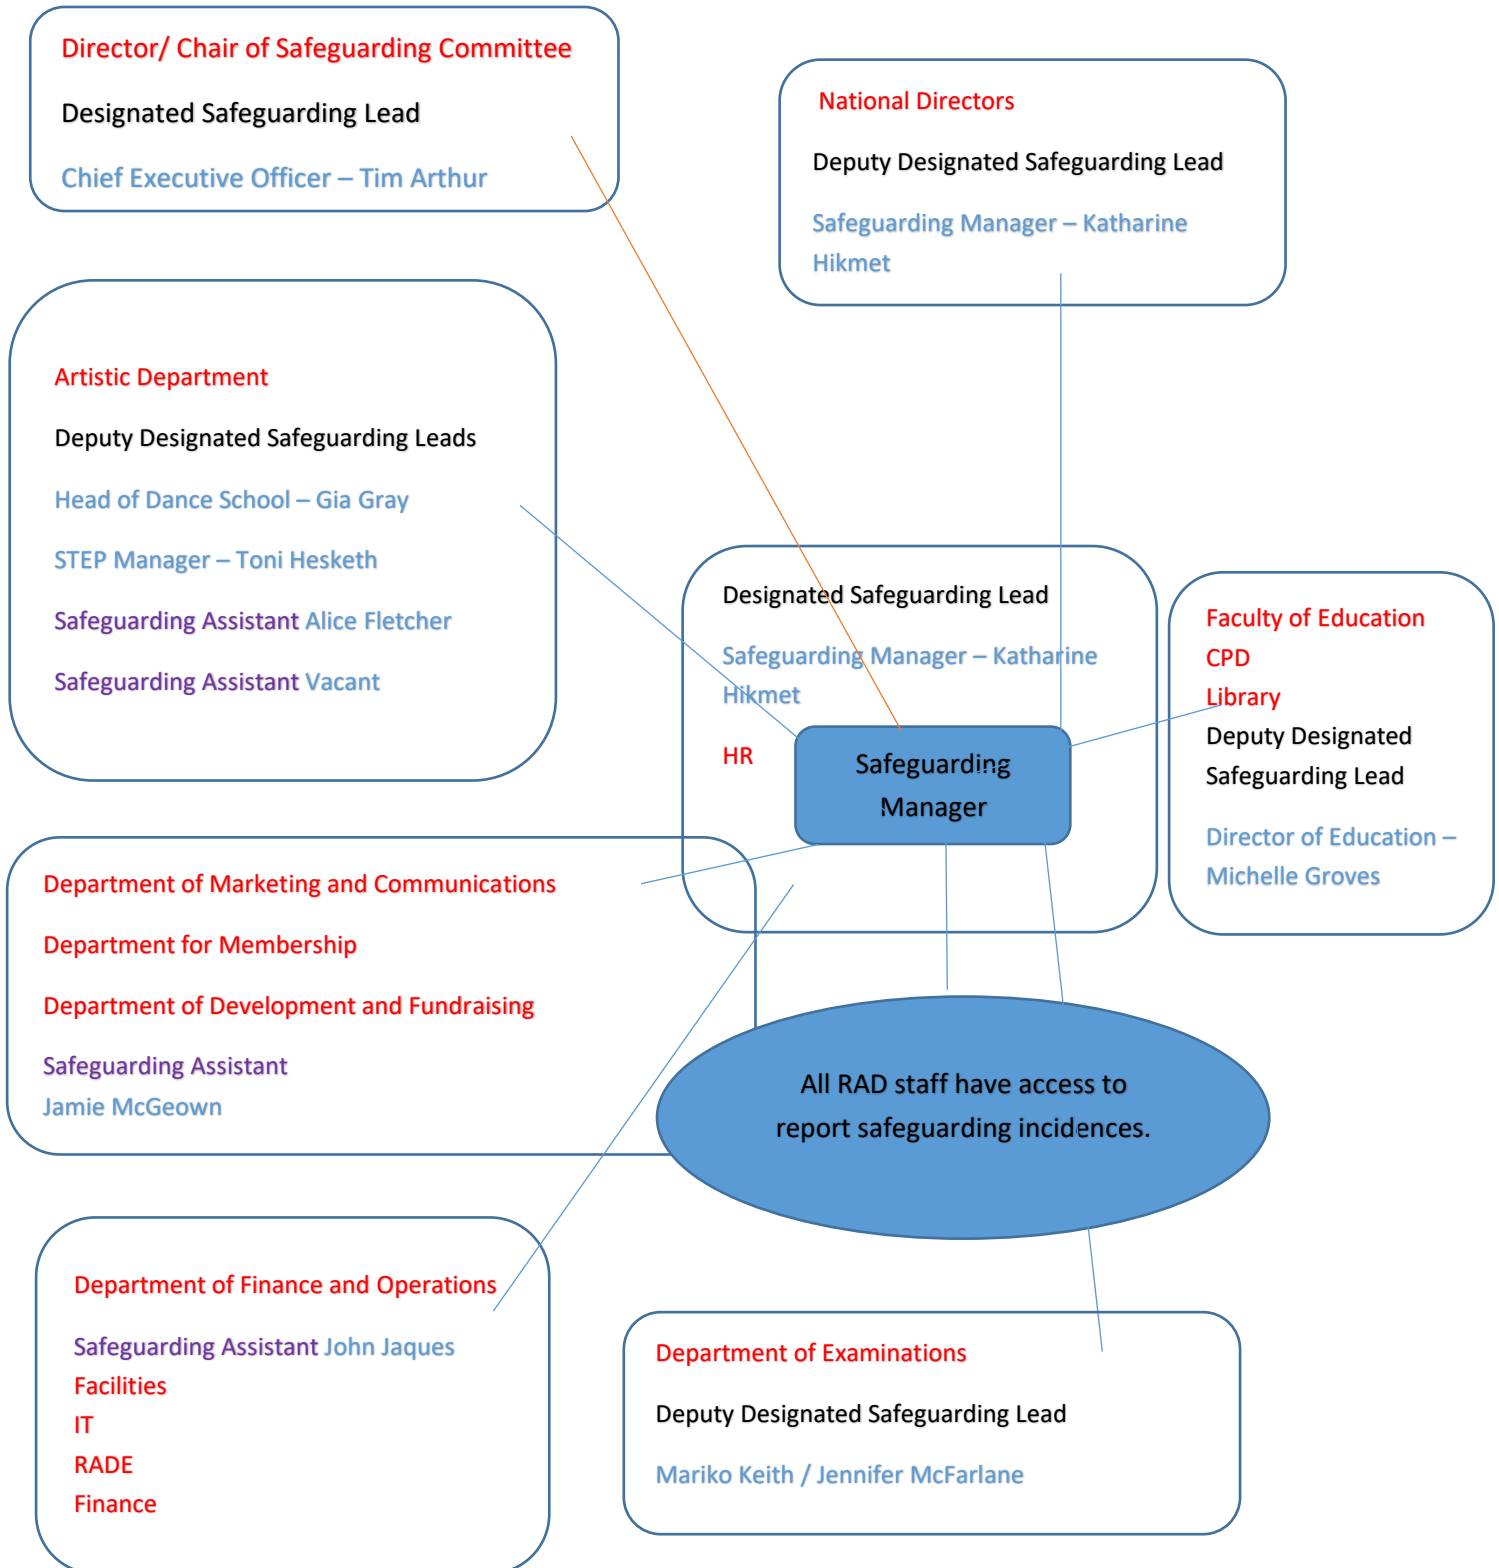 Director/ Chair of Safeguarding Committee
Designated Safeguarding Lead
Chief Executive Officer – Tim Arthur
National Directors
Deputy Designated Safeguarding Lead
Safeguarding Manager – Katharine
Hikmet
Artistic Department
Deputy Designated Safeguarding Leads
Head of Dance School – Gia Gray
STEP Manager – Toni Hesketh
Safeguarding Assistant Alice Fletcher
Safeguarding Assistant Vacant
Designated Safeguarding Lead
Safeguarding Manager – Katharine
Hikmet
HR
Safeguarding
Manager
Faculty of Education
CPD
Library
Deputy Designated
Safeguarding Lead
Director of Education –
Michelle Groves
Department of Marketing and Communications
Department for Membership
Department of Development and Fundraising
Safeguarding Assistant
Jamie McGeown
All RAD staff have access to
report safeguarding incidences.
Department of Finance and Operations
Safeguarding Assistant John Jaques
Facilities
IT
RADE
Finance
Department of Examinations
Deputy Designated Safeguarding Lead
Mariko Keith / Jennifer McFarlane